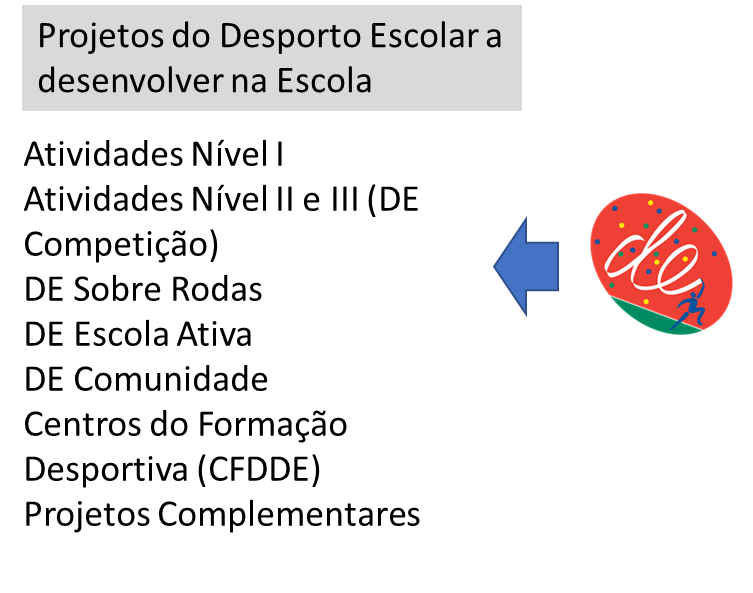 Projetos do Desporto Escolar a
desenvolver na Escola
Atividades Nível I
Atividades Nível II e III (DE
Competição)
DE Sobre Rodas
DE Escola Ativa
DE Comunidade
Centros do Formação
Desportiva (CFDDE)
Projetos Complementares
de